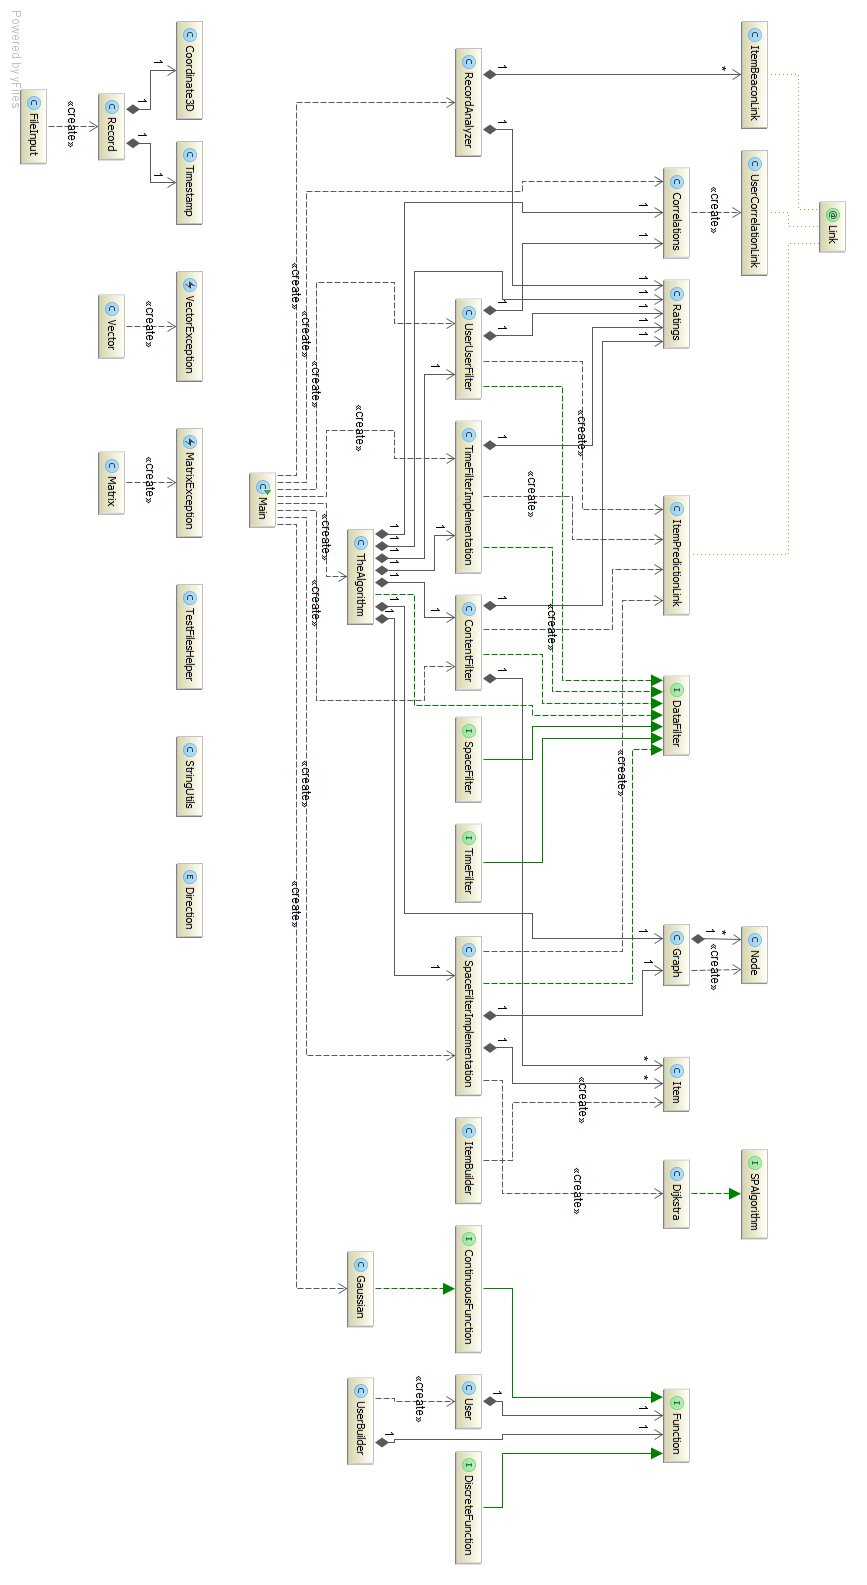 Link
ItemBeaconLink
UserCorrelationLink
Node
SPAlgorithm
*
*
«create»
1
«create»
Correlations
Ratings
ItemPredictionLink
DataFilter
Graph
Item
Dijkstra
Function
1
1
1
1
1
1
1
1
1
*
*
1
1
«create»
«create»
«create»
«create»
«create»
«create»
1
1
1
1
1
1
1
1
1
1
RecordAnalyzer
UserUserFilter
TimeFilterImplementation
ContentFilter
SpaceFilter
TimeFilter
SpaceFilterImplementation
ItemBuilder
ContinuousFunction
User
DiscreteFunction
1
1
1
1
«create»
1
1
1
1
1
1
1
1
«create»
TheAlgorithm
Gaussian
UserBuilder
«create»
«create»
«create»
«create»
«create»
«create»
«create»
Main
Coordinate3D
Timestamp
VectorException
MatrixException
TestFilesHelper
StringUtils
Direction
1
1
«create»
«create»
1
1
Record
Vector
Matrix
«create»
FileInput
Powered by yFiles